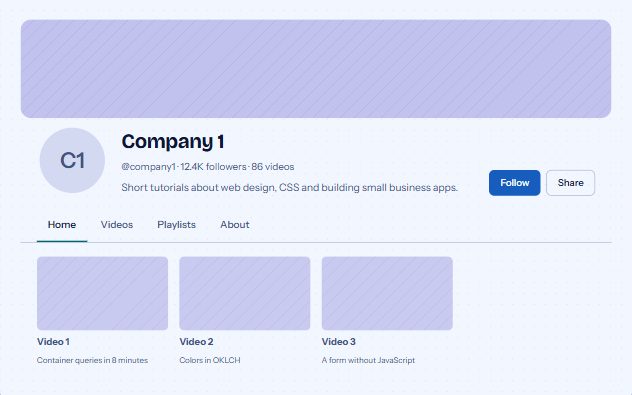 C1
Company 1
@company1 · 12.4K followers · 86 videos
Short tutorials about web design, CSS and building small business apps.
Follow
Share
Home
Videos
Playlists
About
Video 1
Container queries in 8 minutes
Video 2
Colors in OKLCH
Video 3
A form without JavaScript